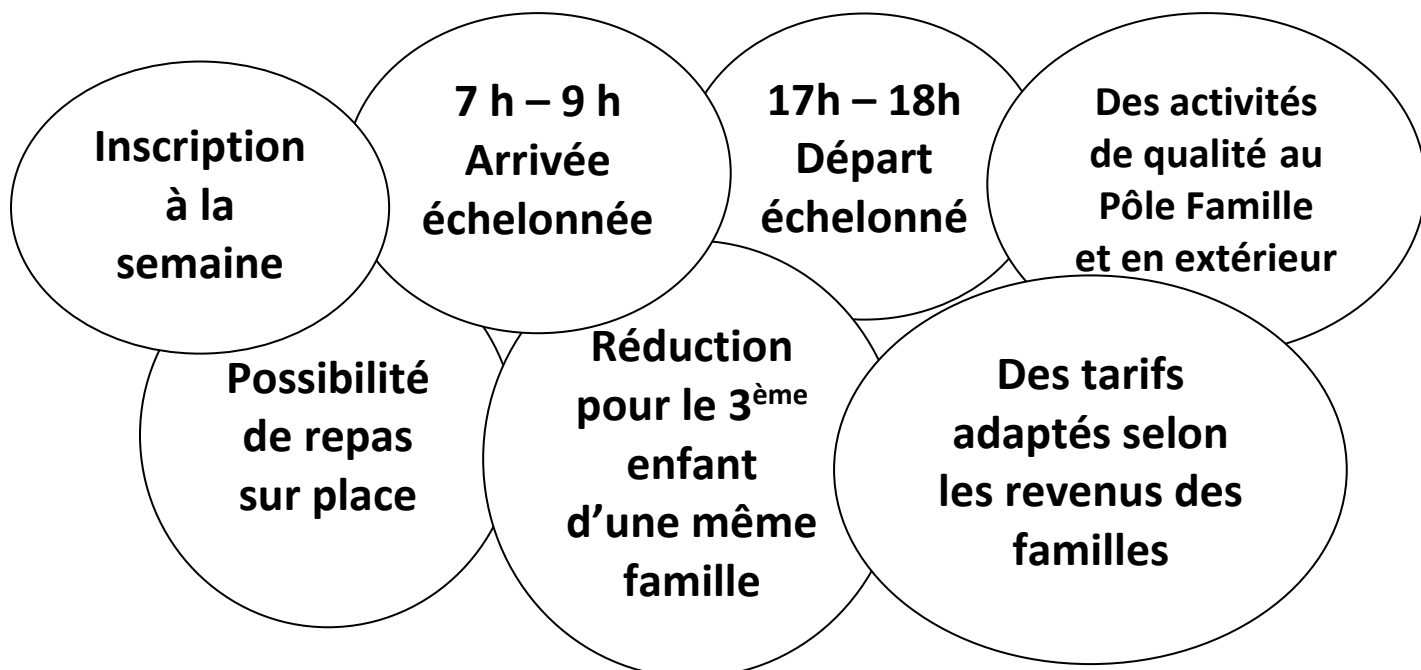 Inscription
à la
semaine
7 h – 9 h
Arrivée
échelonnée
17h – 18h
Départ
échelonné
Des activités
de qualité au
Pôle Famille
et en extérieur
Possibilité
de repas
sur place
Réduction
pour le 3ème
enfant
d’une même
famille
Des tarifs
adaptés selon
les revenus des
familles